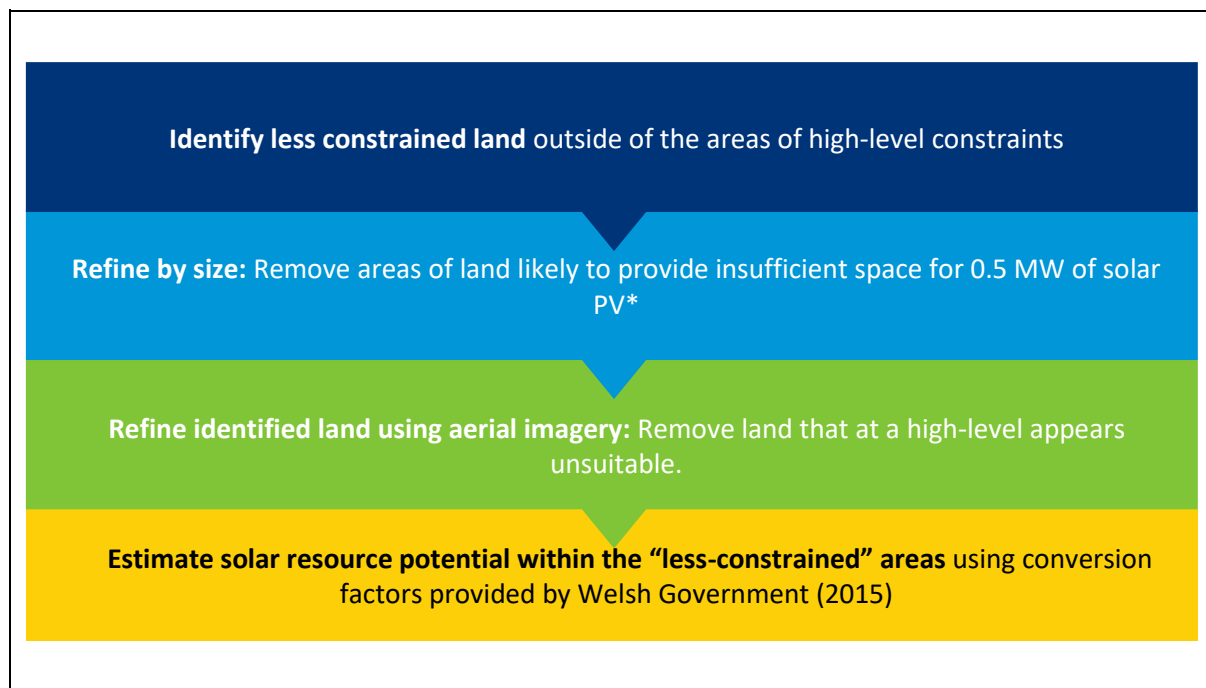 Identify less constrained land outside of the areas of high-level constraints
Refine by size: Remove areas of land likely to provide insufficient space for 0.5 MW of solar
PV*
Refine identified land using aerial imagery: Remove land that at a high-level appears
unsuitable.
Estimate solar resource potential within the “less-constrained” areas using conversion
factors provided by Welsh Government (2015)